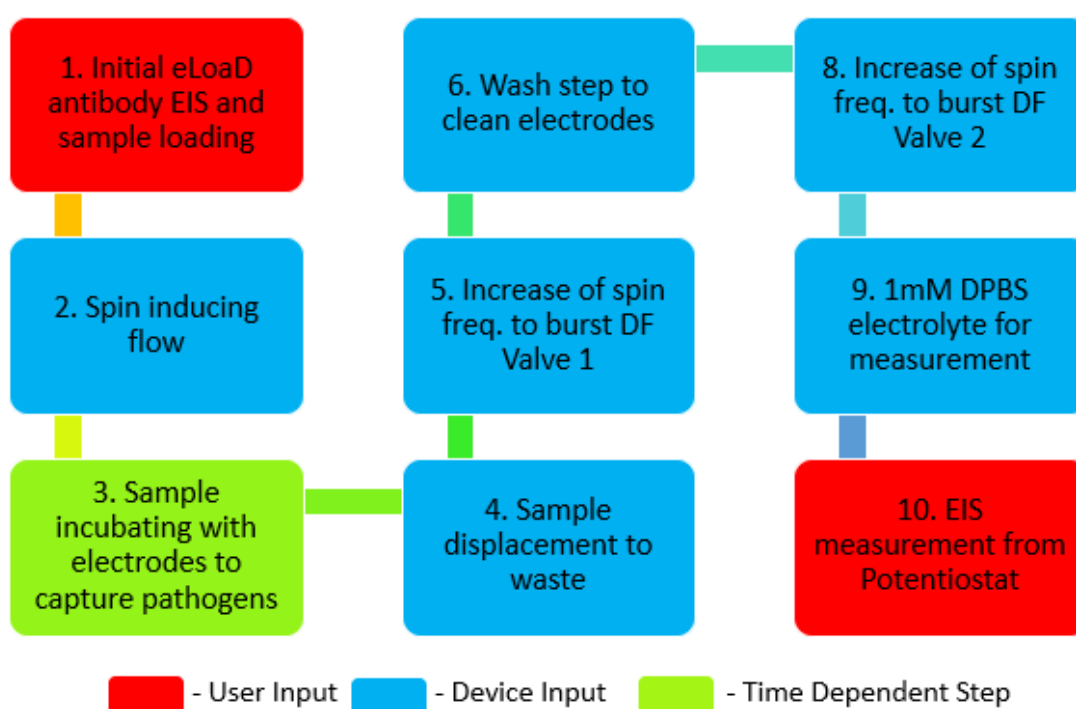 1. Initial eLoaD
antibody EIS and
sample loading
2. Spin inducing
flow
3. Sample
incubating with
electrodes to
capture pathogens
4. Sample
displacement to
waste
5. Increase of spin
freq. to burst DF
Valve 1
6. Wash step to
clean electrodes
8. Increase of spin
freq. to burst DF
Valve 2
9. 1mM DPBS
electrolyte for
measurement
10. EIS
measurement from
Potentiostat
- User Input
- Device Input
- Time Dependent Step